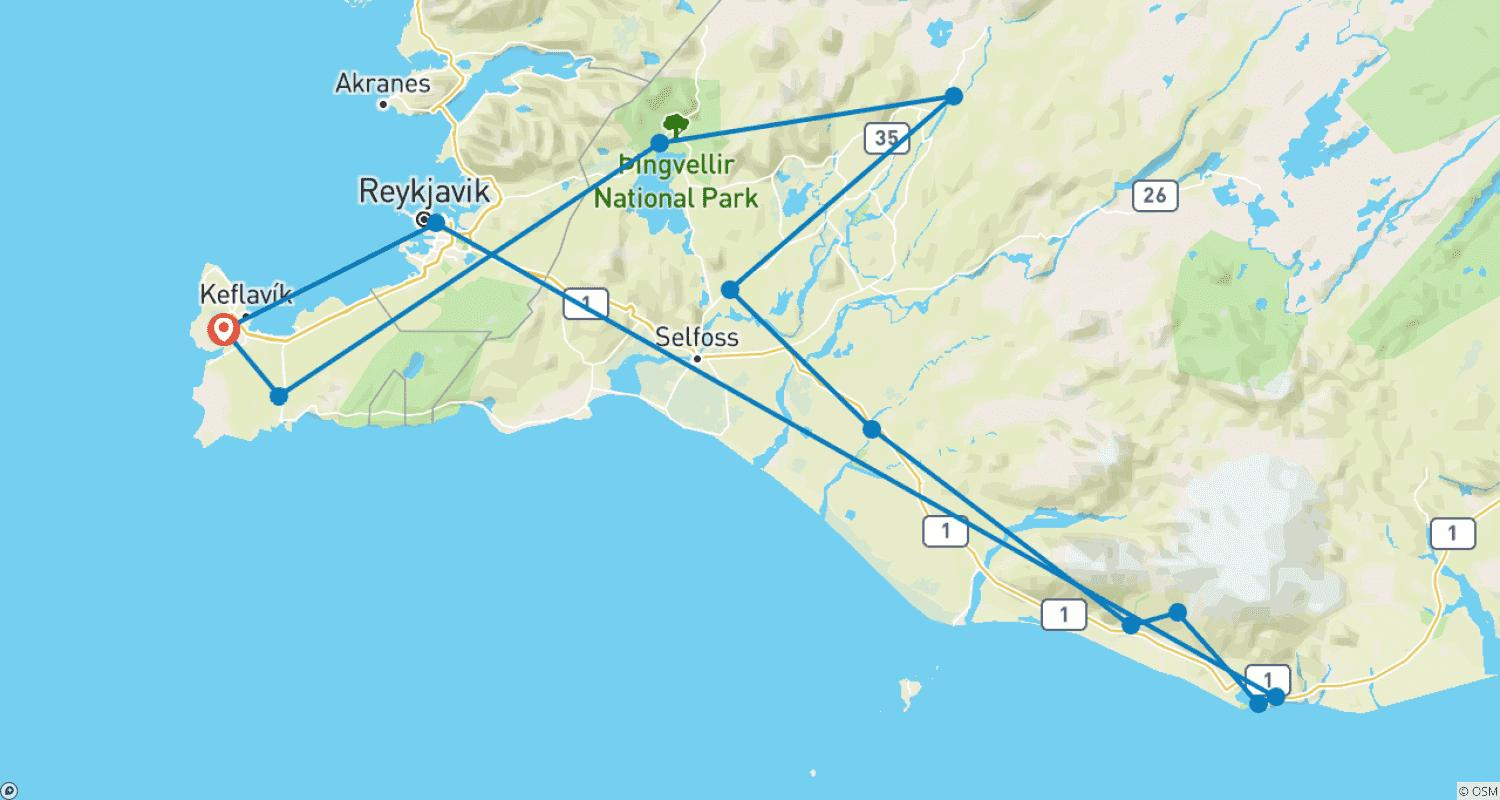 Akranes
35
Þingvellir
National Park
Reykjavik
26
Keflavík
1
Selfoss
1
1
1
1
© OSM